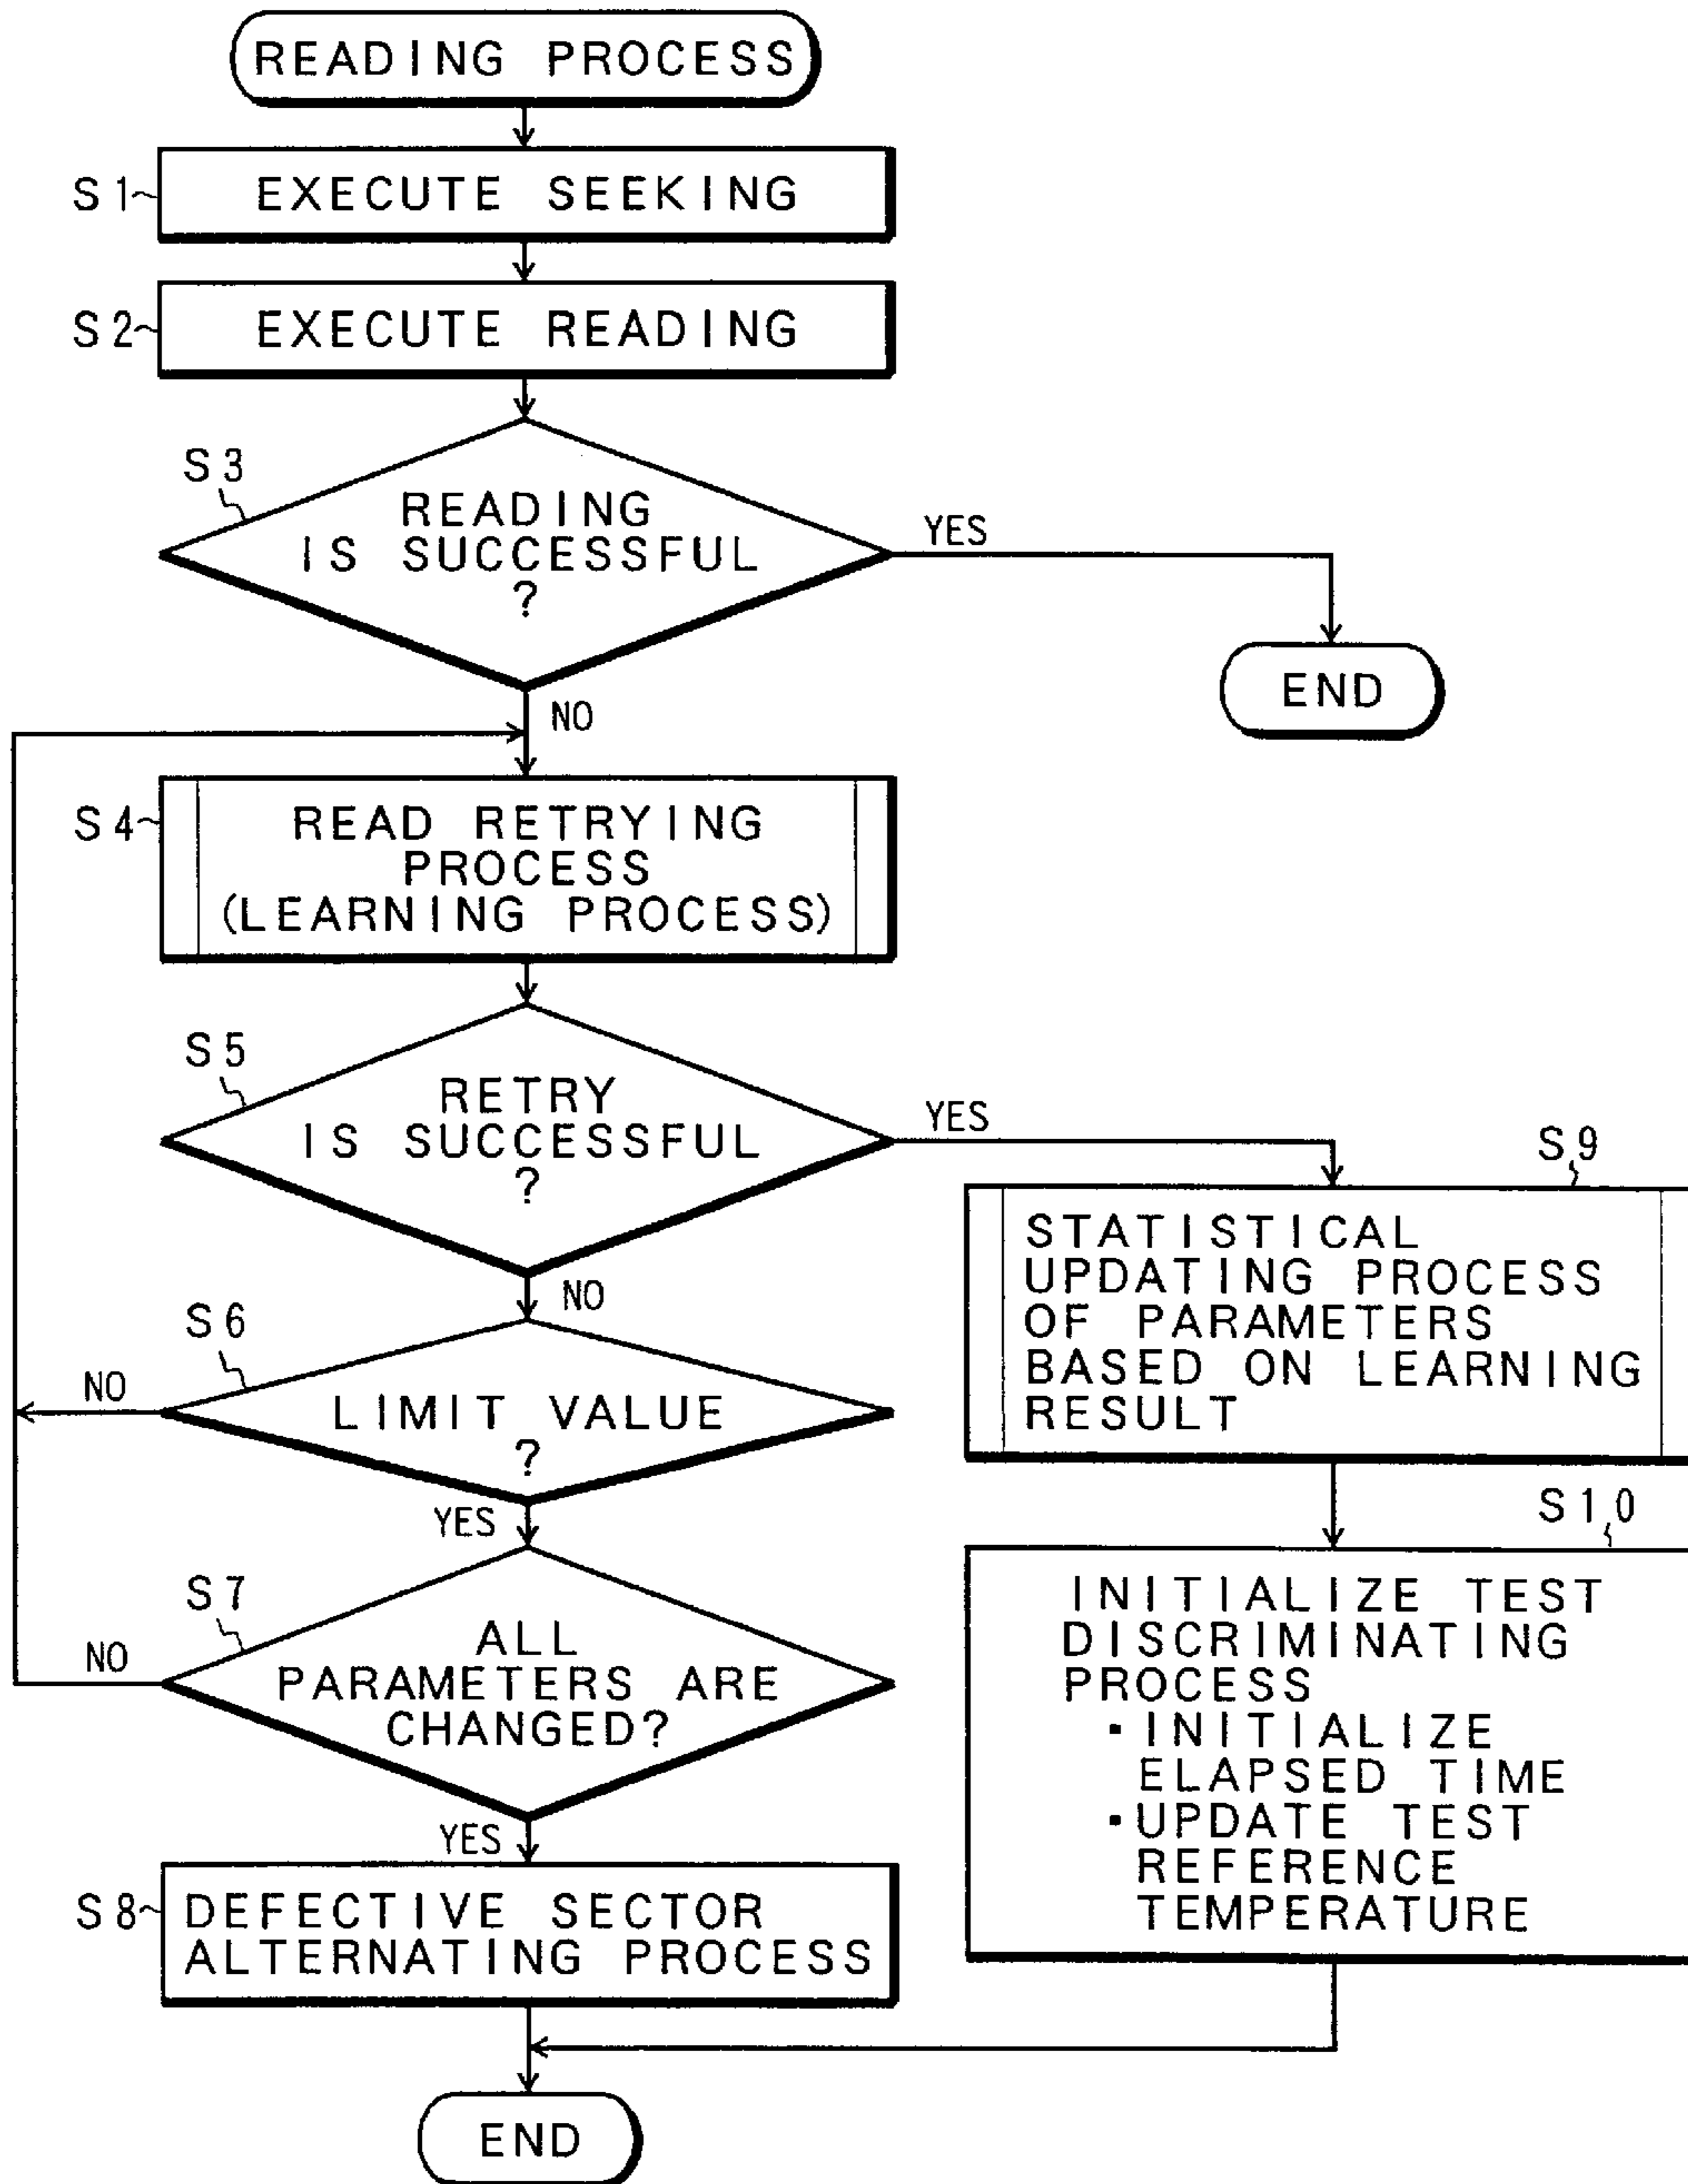 READING PROCESS
S1
EXECUTE SEEKING
S2
EXECUTE READING
S3
READING
IS SUCCESSFUL
?
YES
END
NO
S4
READ RETRYING
PROCESS
(LEARNING PROCESS)
S5
RETRY
IS SUCCESSFUL
?
YES
NO
S9
STATISTICAL
UPDATING PROCESS
OF PARAMETERS
BASED ON LEARNING
RESULT
S6
LIMIT VALUE
?
NO
YES
S10
INITIALIZE TEST
DISCRIMINATING
PROCESS
▪ INITIALIZE
ELAPSED TIME
▪ UPDATE TEST
REFERENCE
TEMPERATURE
S7
ALL
PARAMETERS ARE
CHANGED?
NO
YES
S8
DEFECTIVE SECTOR
ALTERNATING PROCESS
END